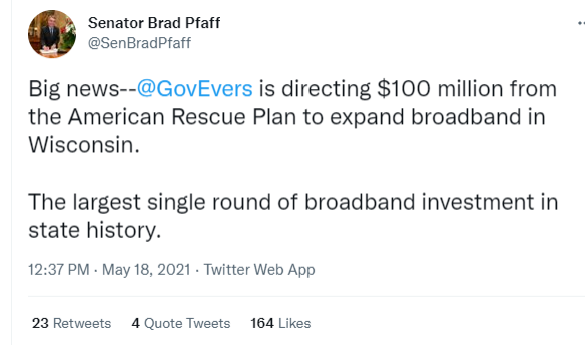 Senator Brad Pfaff
@SenBradPfaff
Big news--@GovEvers is directing $100 million from
the American Rescue Plan to expand broadband in
Wisconsin.
The largest single round of broadband investment in
state history.
12:37 PM · May 18, 2021 · Twitter Web App
23 Retweets 4 Quote Tweets 164 Likes